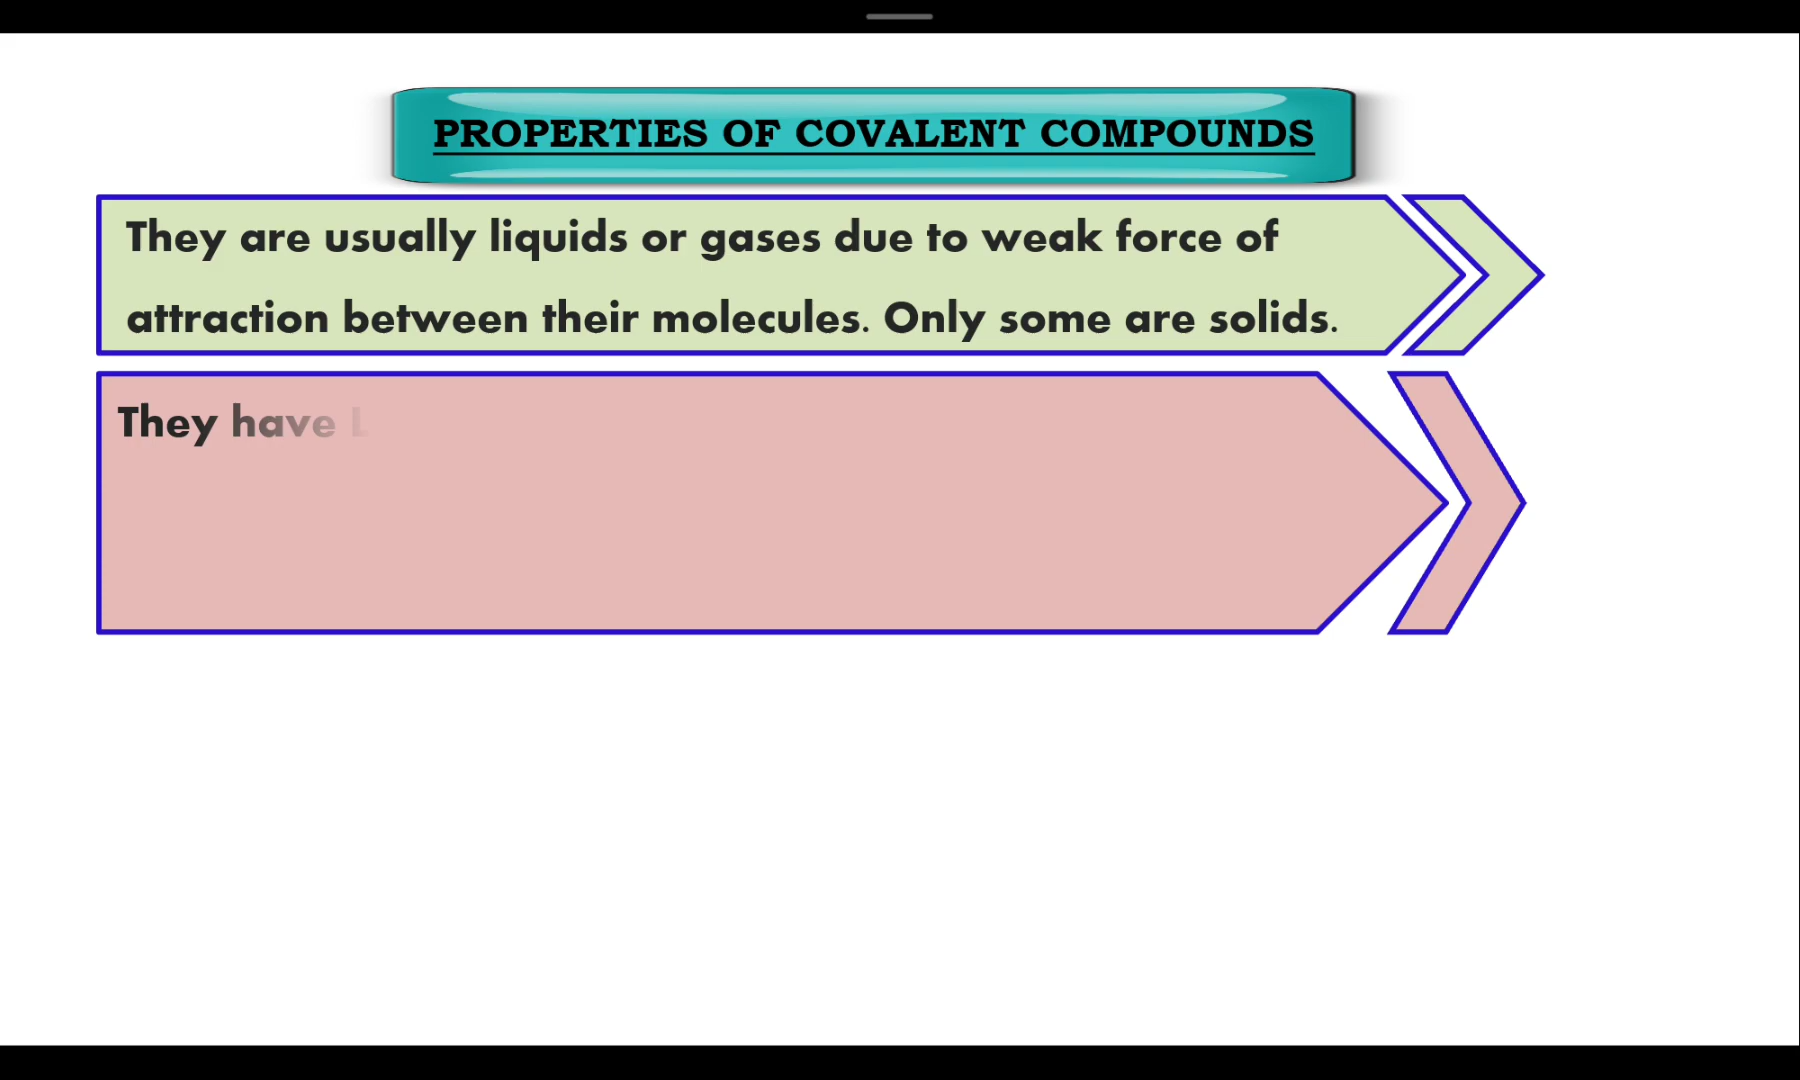 PROPERTIES OF COVALENT COMPOUNDS
They are usually liquids or gases due to weak force of
attraction between their molecules. Only some are solids.
They have